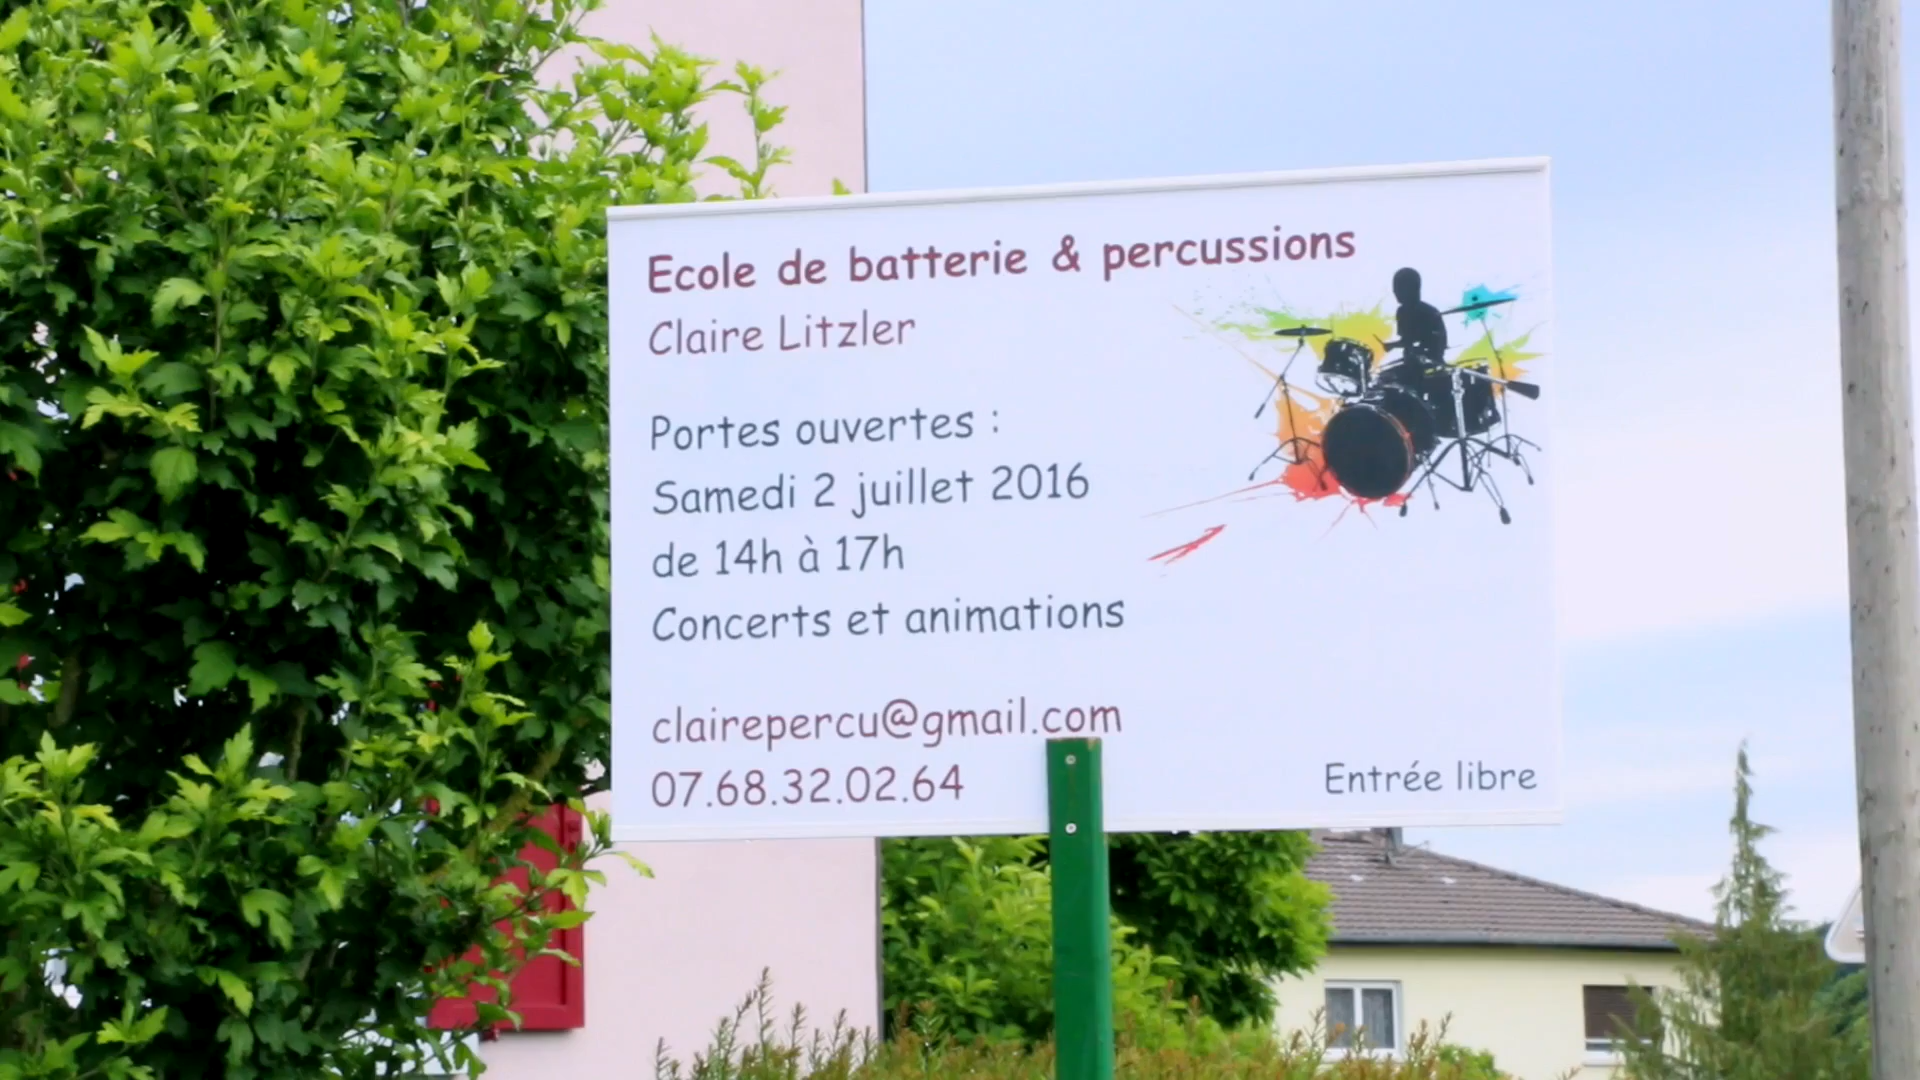 Ecole de batterie & percussions
Claire Litzler
Portes ouvertes :
Samedi 2 juillet 2016
de 14h à 17h
Concerts et animations
clairepercu@gmail.com
07.68.32.02.64
Entrée libre